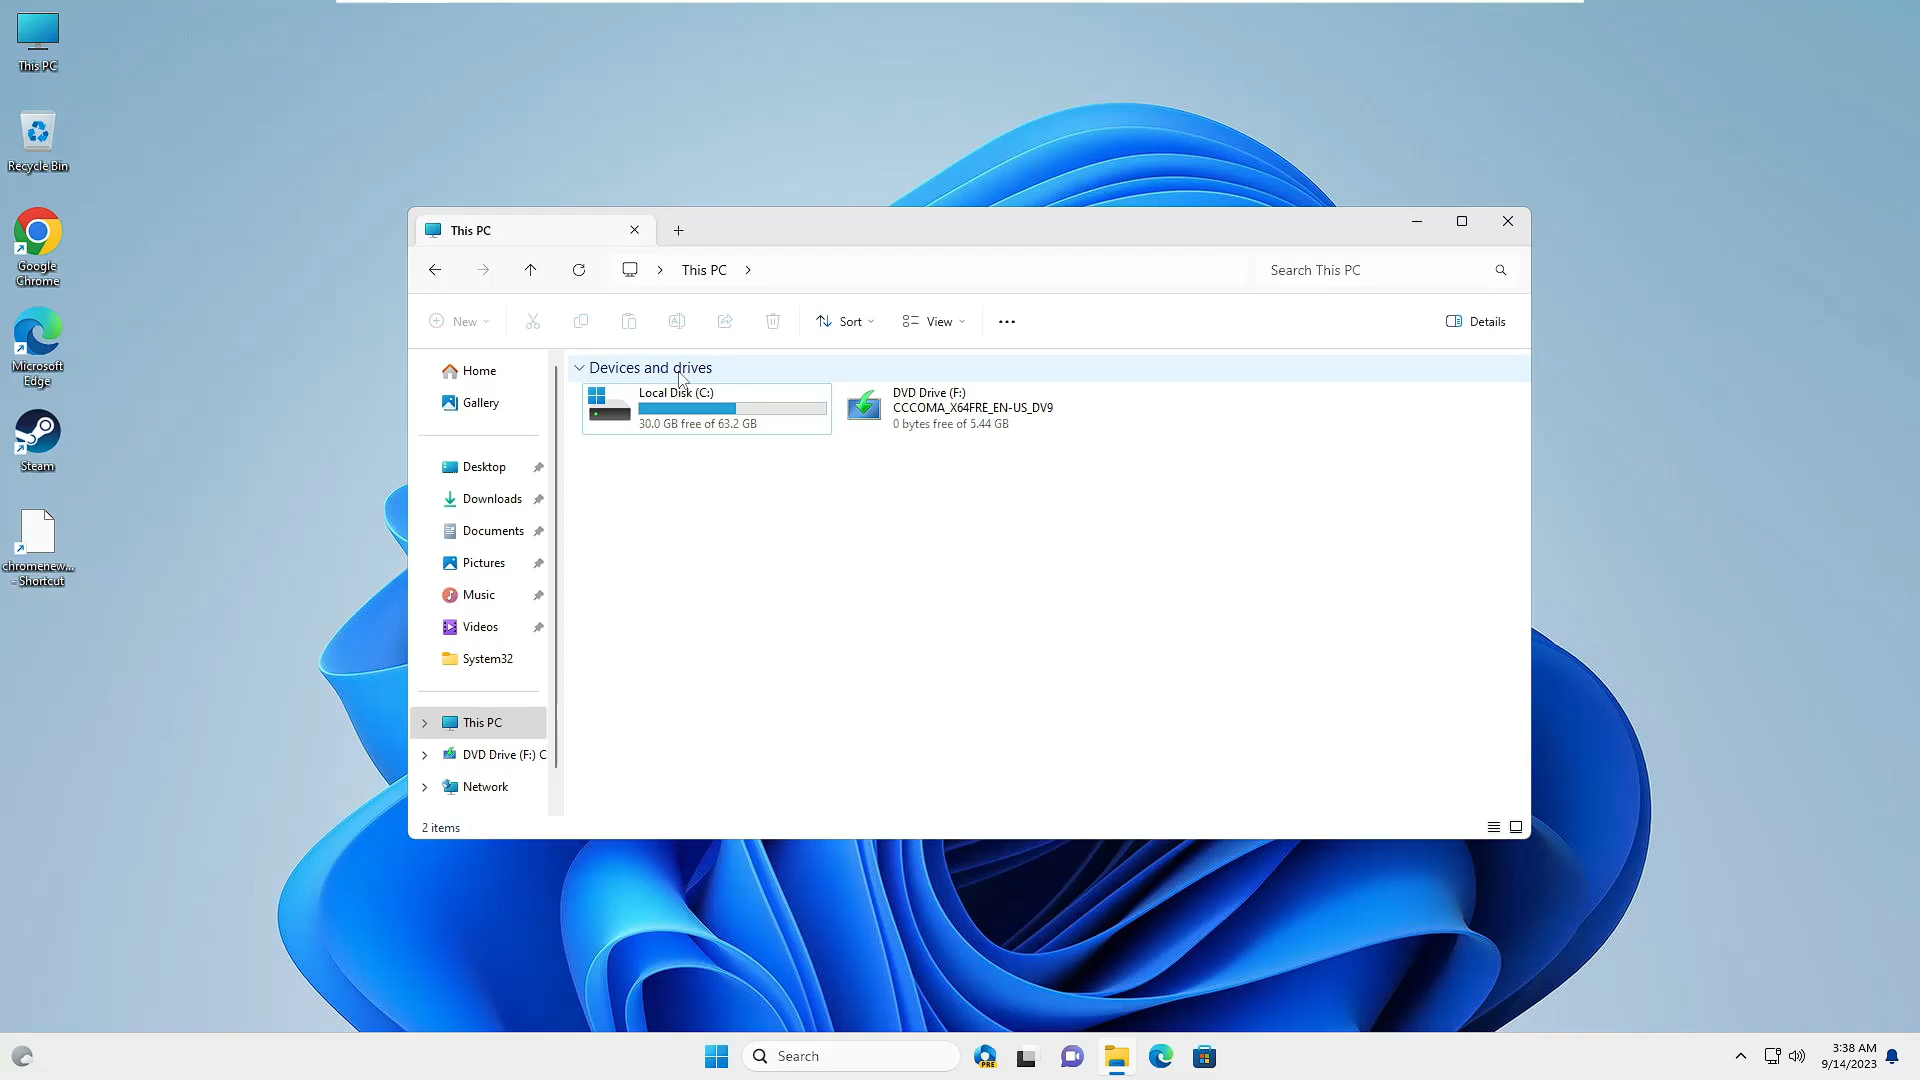 This PC
Recycle Bin
Google
Chrome
Microsoft
Edge
Steam
chromenew...
- Shortcut
This PC
This PC
Search This PC
New
Sort
View
Details
Home
Gallery
Desktop
Downloads
Documents
Pictures
Music
Videos
System32
This PC
DVD Drive (F:) C
Network
Devices and drives
Local Disk (C:)
30.0 GB free of 63.2 GB
DVD Drive (F:)
CCCOMA_X64FRE_EN-US_DV9
0 bytes free of 5.44 GB
2 items
Search
PRE
3:38 AM
9/14/2023